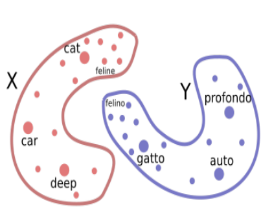 X
cat
feline
car
deep
Y
profondo
felino
gatto
auto